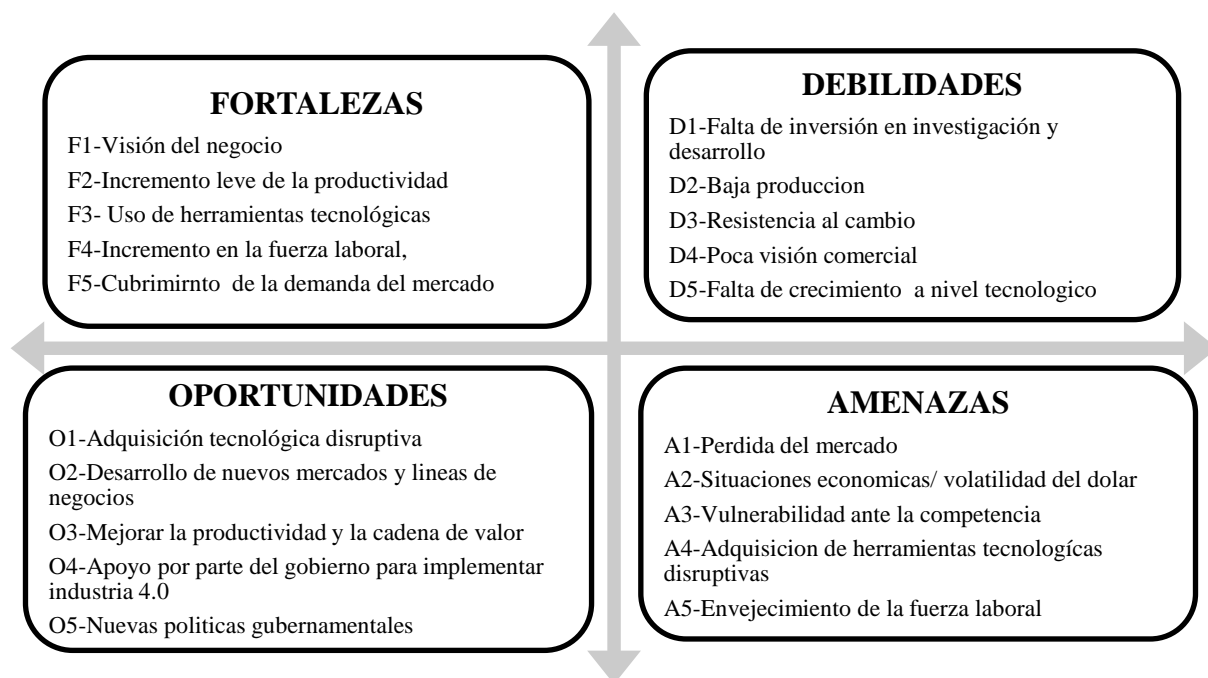 FORTALEZAS
F1-Visión del negocio
F2-Incremento leve de la productividad
F3- Uso de herramientas tecnológicas
F4-Incremento en la fuerza laboral,
F5-Cubrimirnto de la demanda del mercado
DEBILIDADES
D1-Falta de inversión en investigación y
desarrollo
D2-Baja produccion
D3-Resistencia al cambio
D4-Poca visión comercial
D5-Falta de crecimiento a nivel tecnologico
OPORTUNIDADES
O1-Adquisición tecnológica disruptiva
O2-Desarrollo de nuevos mercados y lineas de
negocios
O3-Mejorar la productividad y la cadena de valor
O4-Apoyo por parte del gobierno para implementar
industria 4.0
O5-Nuevas politicas gubernamentales
AMENAZAS
A1-Perdida del mercado
A2-Situaciones economicas/ volatilidad del dolar
A3-Vulnerabilidad ante la competencia
A4-Adquisicion de herramientas tecnologícas
disruptivas
A5-Envejecimiento de la fuerza laboral